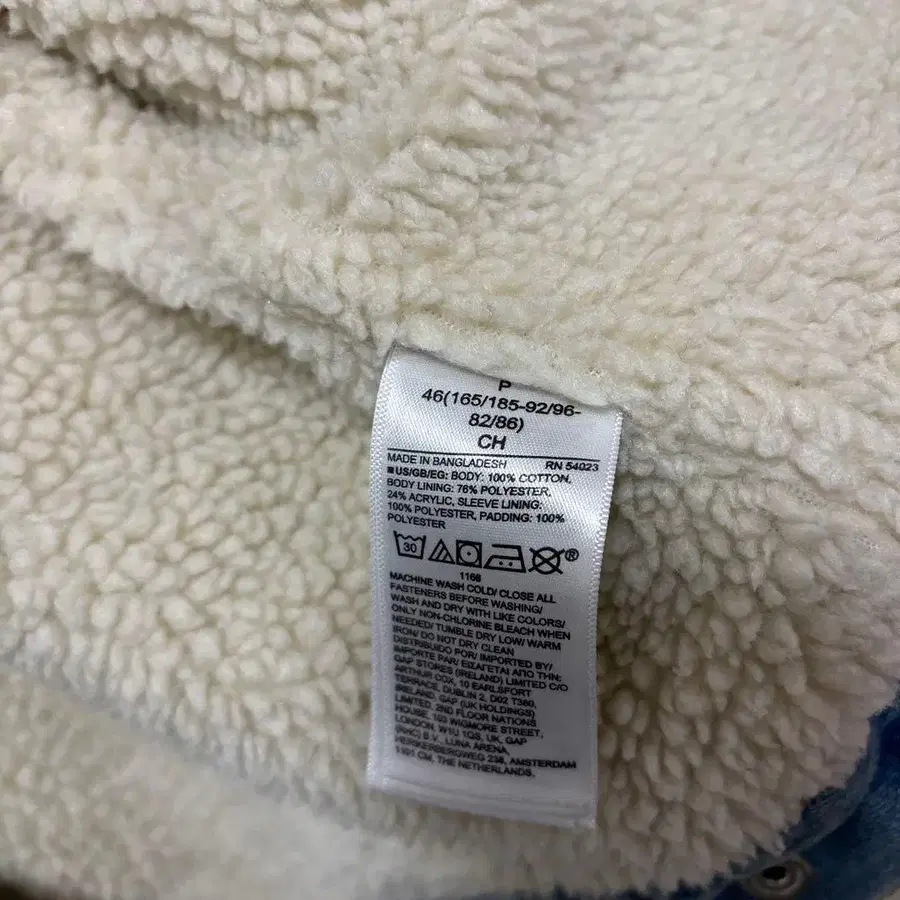 P
46(165/185-92/96-
82/86)
CH
MADE IN BANGLADESH RN 54023
■US/GB/EG: BODY: 100% COTTON,
BODY LINING: 76% POLYESTER,
24% ACRYLIC, SLEEVE LINING:
100% POLYESTER, PADDING: 100%
POLYESTER
30 ®
1168
MACHINE WASH COLD/ CLOSE ALL
FASTENERS BEFORE WASHING/
WASH AND DRY WITH LIKE COLORS/
ONLY NON-CHLORINE BLEACH WHEN
NEEDED/ TUMBLE DRY LOW/ WARM
IRON/ DO NOT DRY CLEAN
DISTRIBUIDO POR/ IMPORTED BY/
IMPORTE PAR/ ΕΙΣΑΓΕΤΑΙ ΑΠΟ ΤΗΝ:
GAP STORES (IRELAND) LIMITED C/O
ARTHUR COX, 10 EARLSFORT
TERRACE, DUBLIN 2, D02 T380,
IRELAND, GAP (UK HOLDINGS)
LIMITED, 2ND FLOOR NATIONS
HOUSE, 103 WIGMORE STREET,
LONDON, W1U 1QS, UK, GAP
(RHC) B.V., LUNA ARENA,
HERIKERBERGWEG 238, AMSTERDAM
1101 CM, THE NETHERLANDS,